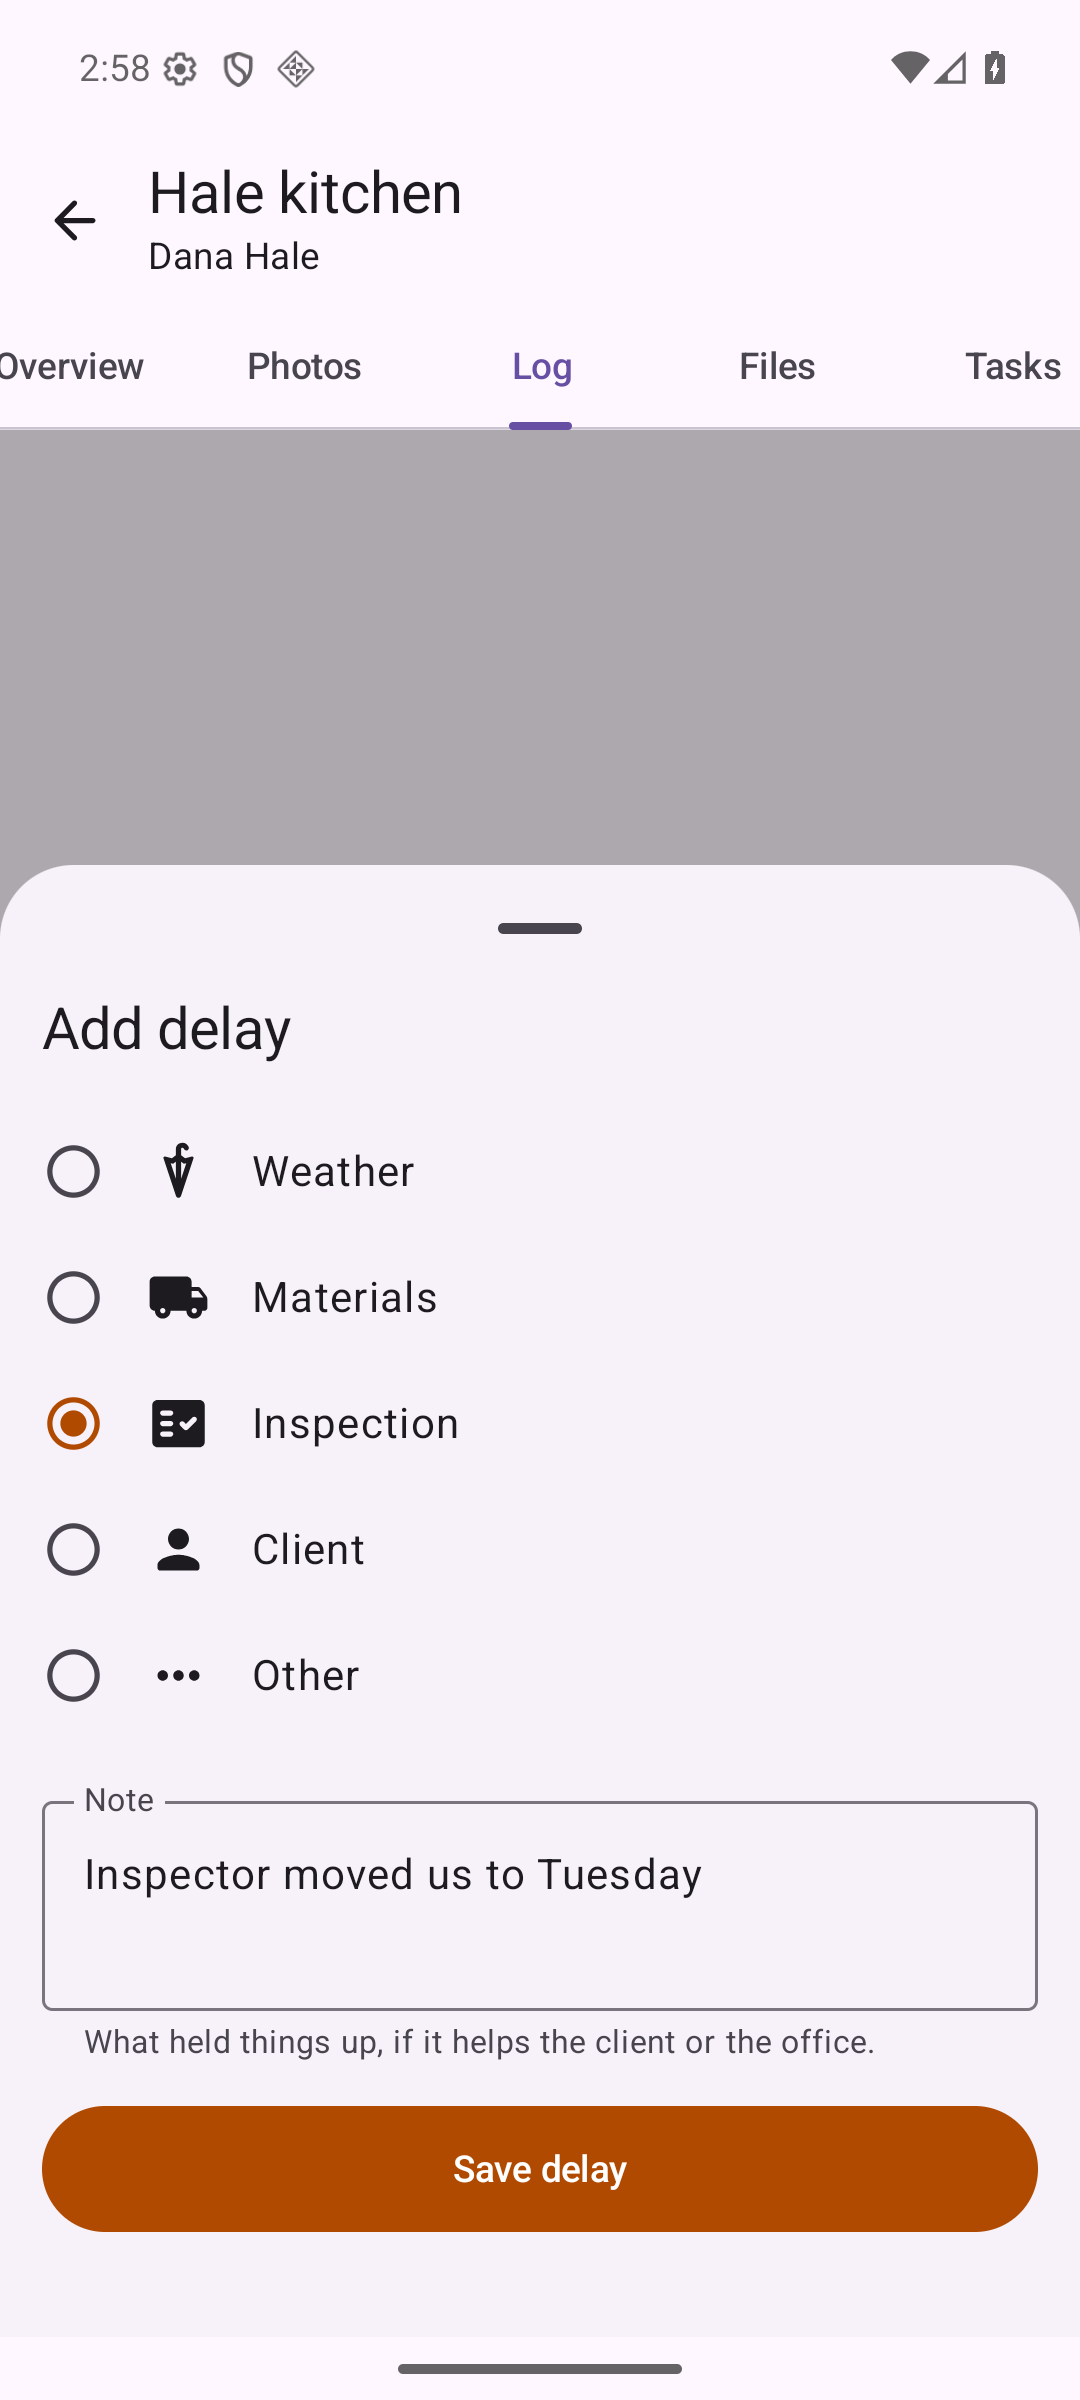 2:58
Hale kitchen
Dana Hale
Overview Photos Log Files Tasks
Add delay
Weather
Materials
Inspection
Client
Other
Note
Inspector moved us to Tuesday
What held things up, if it helps the client or the office.
Save delay